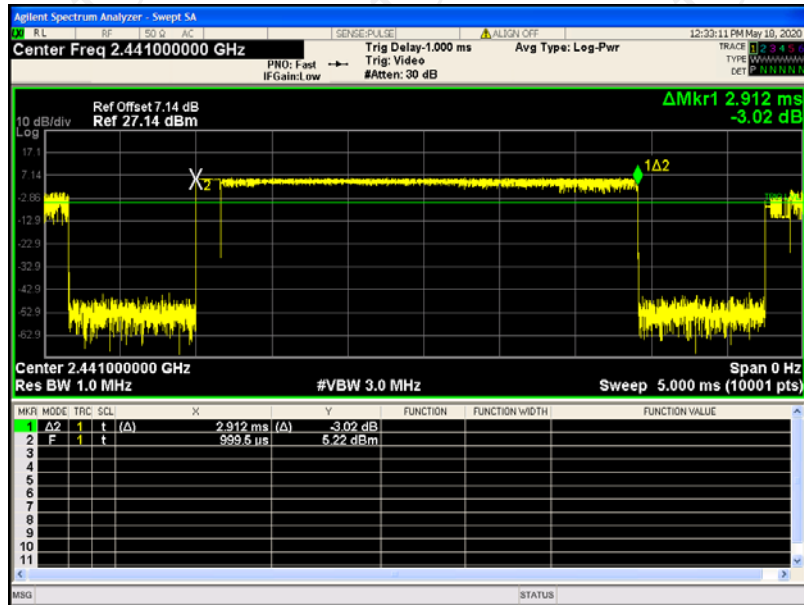 Agilent Spectrum Analyzer - Swept SA
RL RF 50 Ω AC SENSE:PULSE ALIGN OFF 12:33:11 PM May 18, 2020
Center Freq 2.441000000 GHz Trig Delay-1.000 ms Avg Type: Log-Pwr TRACE 1 2 3 4 5 6
PNO: Fast Trig: Video TYPE WWWWWW
IFGain:Low #Atten: 30 dB DET P N N N N N
ΔMkr1 2.912 ms
-3.02 dB
Ref Offset 7.14 dB
10 dB/div Ref 27.14 dBm
Log
17.1
7.14
-2.86
-12.9
-22.9
-32.9
-42.9
-52.9
-62.9
X2
1Δ2
Center 2.441000000 GHz Span 0 Hz
Res BW 1.0 MHz #VBW 3.0 MHz Sweep 5.000 ms (10001 pts)
MKR MODE TRC SCL X Y FUNCTION FUNCTION WIDTH FUNCTION VALUE
1 Δ2 1 t (Δ) 2.912 ms (Δ) -3.02 dB
2 F 1 t 999.5 µs 5.22 dBm
3
4
5
6
7
8
9
10
11
MSG STATUS